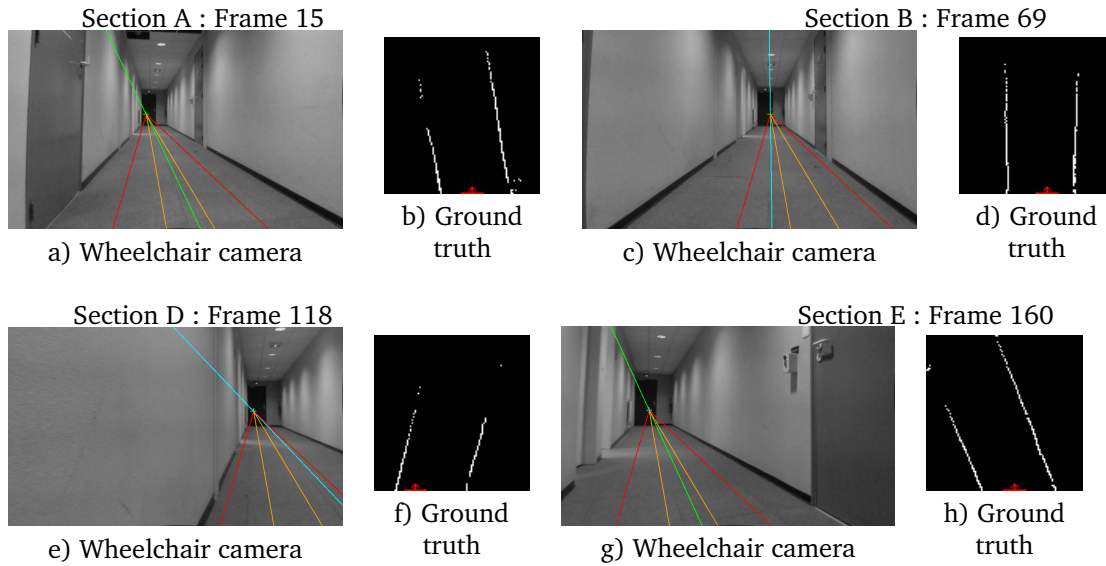 Section A : Frame 15
Section B : Frame 69
a) Wheelchair camera
b) Ground
truth
c) Wheelchair camera
d) Ground
truth
Section D : Frame 118
Section E : Frame 160
e) Wheelchair camera
f) Ground
truth
g) Wheelchair camera
h) Ground
truth